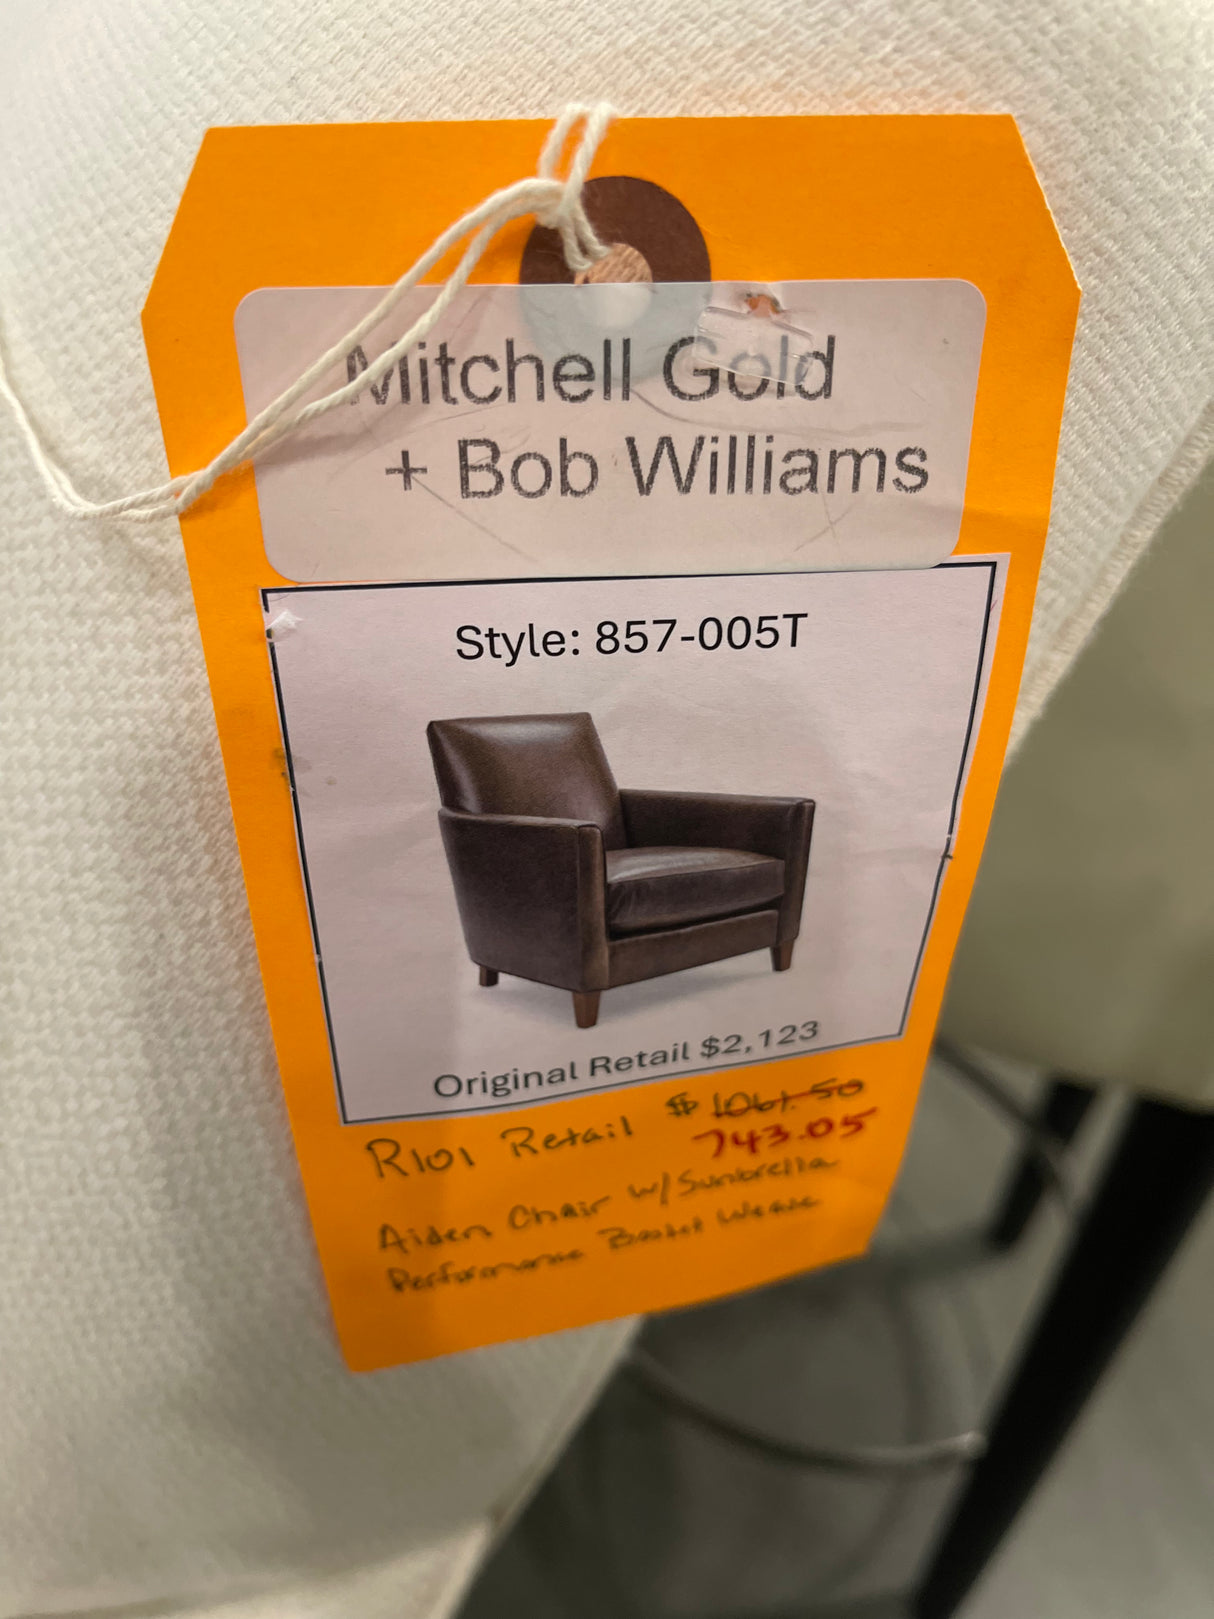 Mitchell Gold
+ Bob Williams
Style: 857-005T
Original Retail $2,123
R101 Retail $ 1061.50
743.05
Aiden Chair w/Sunbrella
Performance Basket Weave